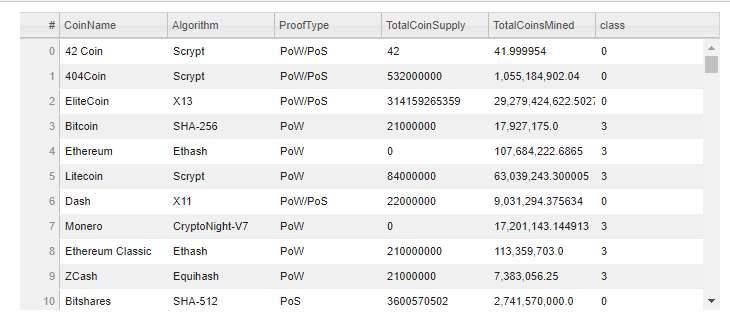 # CoinName Algorithm ProofType TotalCoinSupply TotalCoinsMined class
0 42 Coin Scrypt PoW/PoS 42 41.999954 0
1 404Coin Scrypt PoW/PoS 532000000 1,055,184,902.04 0
2 EliteCoin X13 PoW/PoS 314159265359 29,279,424,622.5027 0
3 Bitcoin SHA-256 PoW 21000000 17,927,175.0 3
4 Ethereum Ethash PoW 0 107,684,222.6865 3
5 Litecoin Scrypt PoW 84000000 63,039,243.300005 3
6 Dash X11 PoW/PoS 22000000 9,031,294.375634 0
7 Monero CryptoNight-V7 PoW 0 17,201,143.144913 3
8 Ethereum Classic Ethash PoW 210000000 113,359,703.0 3
9 ZCash Equihash PoW 21000000 7,383,056.25 3
10 Bitshares SHA-512 PoS 3600570502 2,741,570,000.0 0